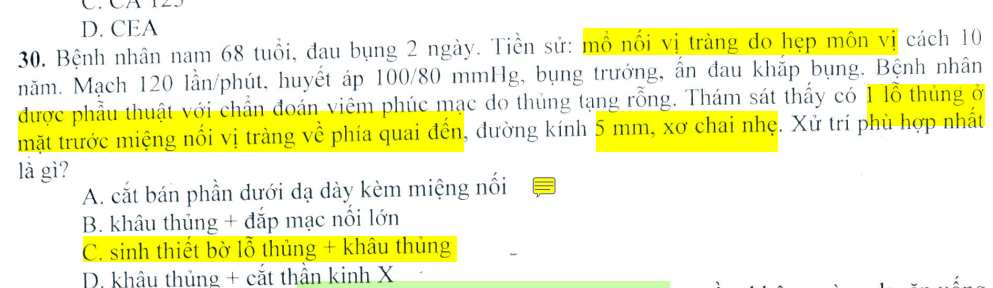 D. CEA
30. Bệnh nhân nam 68 tuổi, đau bụng 2 ngày. Tiền sử: mổ nối vị tràng do hẹp môn vị cách 10
năm. Mạch 120 lần/phút, huyết áp 100/80 mmHg, bụng trướng, ấn đau khắp bụng. Bệnh nhân
được phẫu thuật với chẩn đoán viêm phúc mạc do thủng tạng rỗng. Thám sát thấy có 1 lỗ thủng ở
mặt trước miệng nối vị tràng về phía quai đến, đường kính 5 mm, xơ chai nhẹ. Xử trí phù hợp nhất
là gì?
A. cắt bán phần dưới dạ dày kèm miệng nối
B. khâu thủng + đắp mạc nối lớn
C. sinh thiết bờ lỗ thủng + khâu thủng
D. khâu thủng + cắt thần kinh X